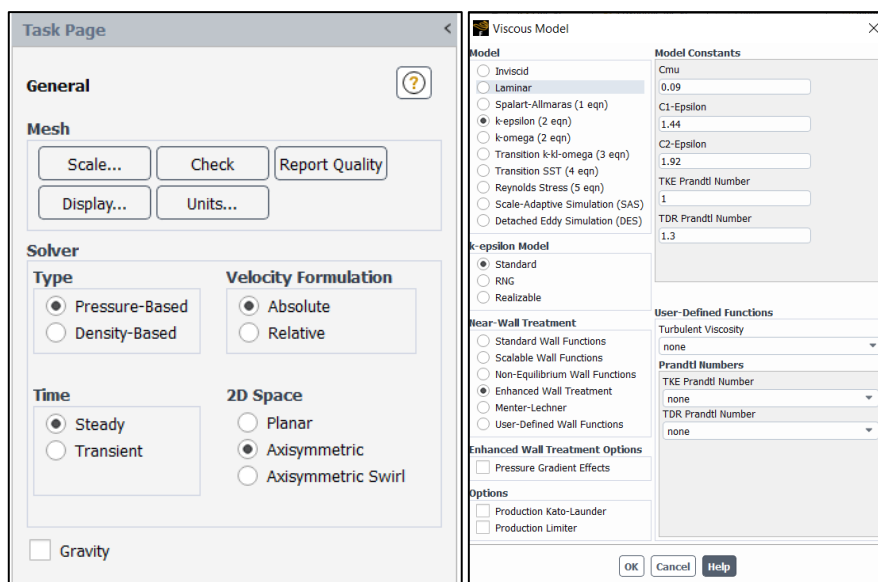 Task Page
<
General
?
Mesh
Scale...
Check
Report Quality
Display...
Units...
Solver
Type
Pressure-Based
Density-Based
Velocity Formulation
Absolute
Relative
Time
Steady
Transient
2D Space
Planar
Axisymmetric
Axisymmetric Swirl
Gravity
Viscous Model
Model
Inviscid
Laminar
Spalart-Allmaras (1 eqn)
k-epsilon (2 eqn)
k-omega (2 eqn)
Transition k-kl-omega (3 eqn)
Transition SST (4 eqn)
Reynolds Stress (5 eqn)
Scale-Adaptive Simulation (SAS)
Detached Eddy Simulation (DES)
k-epsilon Model
Standard
RNG
Realizable
Near-Wall Treatment
Standard Wall Functions
Scalable Wall Functions
Non-Equilibrium Wall Functions
Enhanced Wall Treatment
Menter-Lechner
User-Defined Wall Functions
Enhanced Wall Treatment Options
Pressure Gradient Effects
Options
Production Kato-Launder
Production Limiter
Model Constants
Cmu
0.09
C1-Epsilon
1.44
C2-Epsilon
1.92
TKE Prandtl Number
1
TDR Prandtl Number
1.3
User-Defined Functions
Turbulent Viscosity
none
Prandtl Numbers
TKE Prandtl Number
none
TDR Prandtl Number
none
OK
Cancel
Help